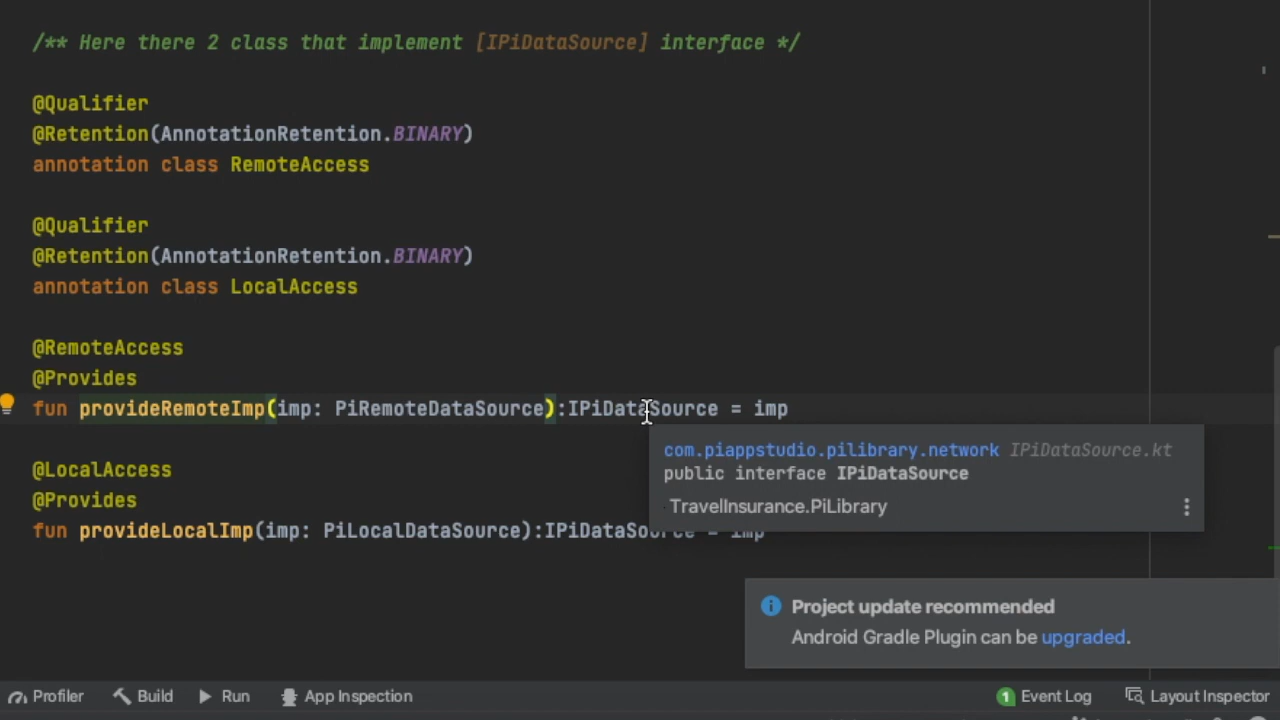 /** Here there 2 class that implement [IPiDataSource] interface */
@Qualifier
@Retention(AnnotationRetention.BINARY)
annotation class RemoteAccess
@Qualifier
@Retention(AnnotationRetention.BINARY)
annotation class LocalAccess
@RemoteAccess
@Provides
fun provideRemoteImp(imp: PiRemoteDataSource):IPiDataSource = imp
com.piappstudio.pilibrary.network IPiDataSource.kt
public interface IPiDataSource
TravelInsurance.PiLibrary
@LocalAccess
@Provides
fun provideLocalImp(imp: PiLocalDataSource):IPiDataSource = imp
Project update recommended
Android Gradle Plugin can be upgraded.
Profiler Build Run App Inspection 1 Event Log Layout Inspector